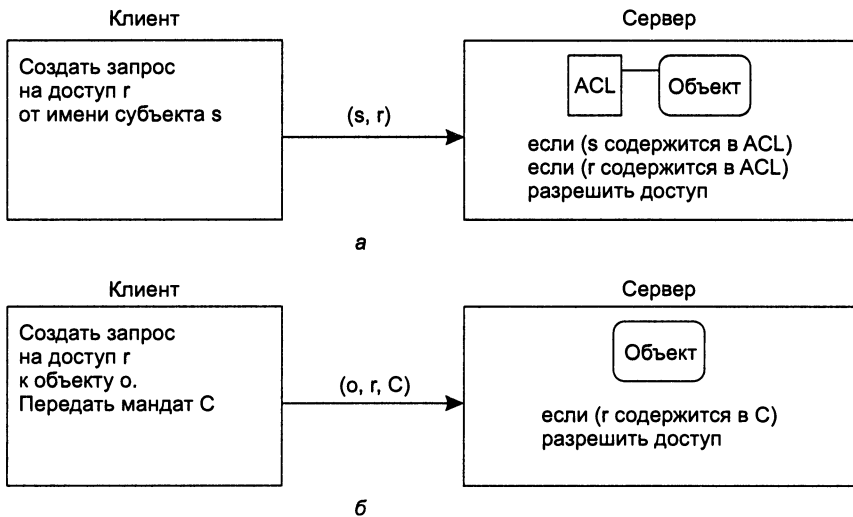 Клиент
Сервер
Создать запрос
на доступ r
от имени субъекта s
(s, r)
ACL
Объект
если (s содержится в ACL)
если (r содержится в ACL)
разрешить доступ
а
Клиент
Сервер
Создать запрос
на доступ r
к объекту о.
Передать мандат С
(o, r, C)
Объект
если (r содержится в С)
разрешить доступ
б